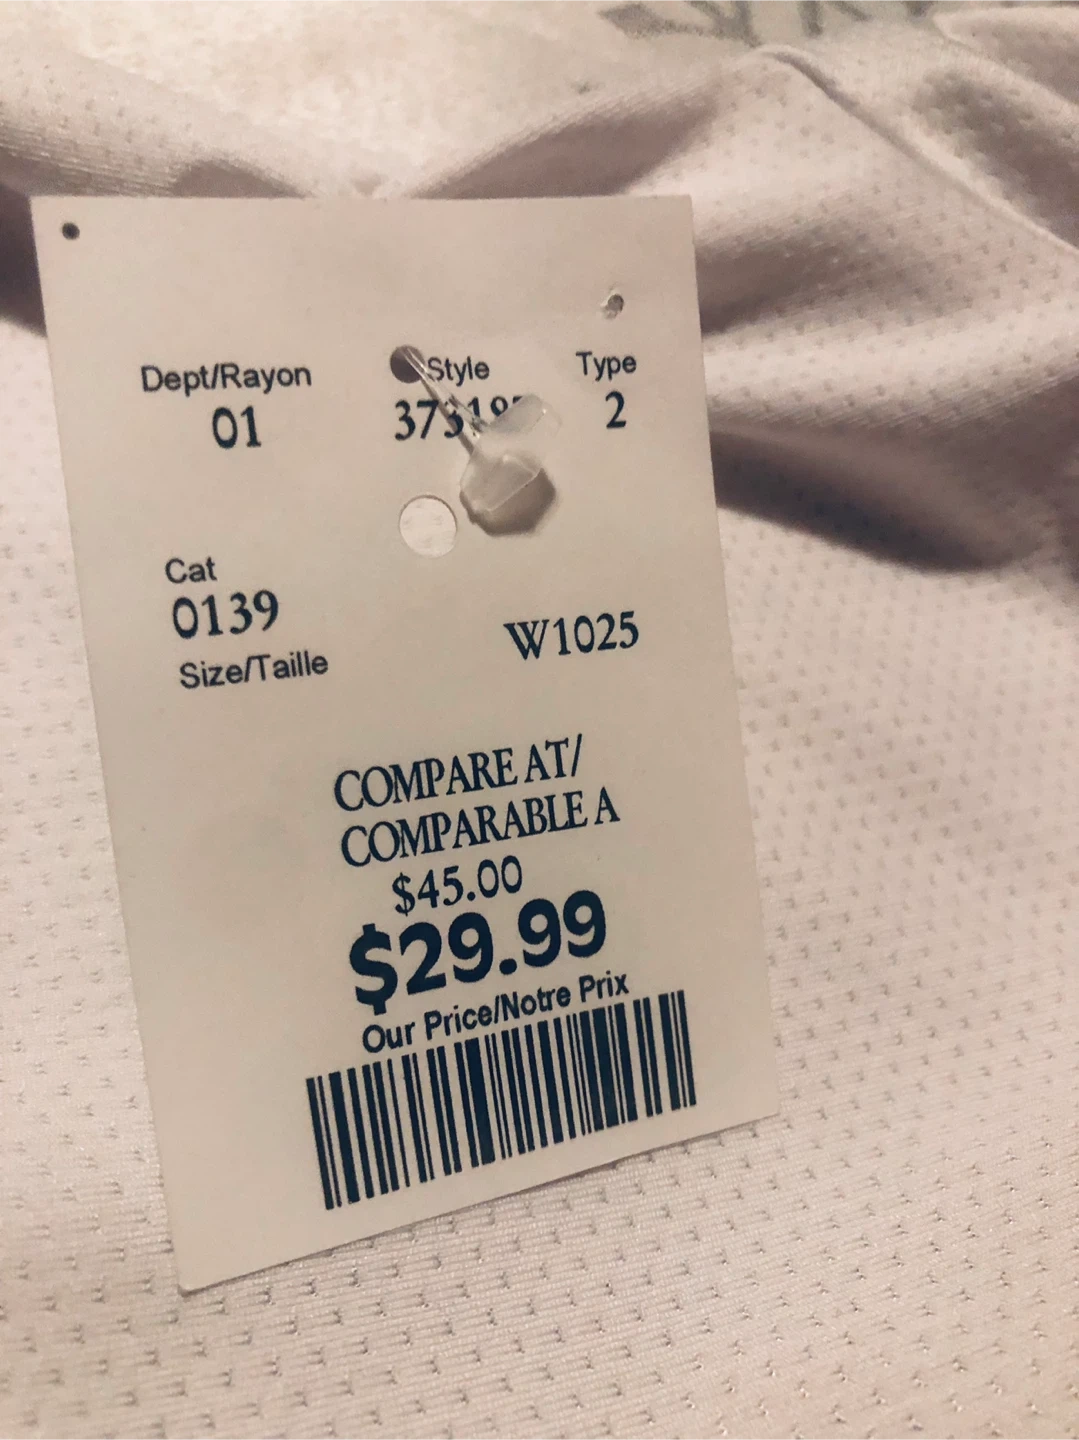 Dept/Rayon Style Type
01 2
Cat
0139
W1025
Size/Taille
COMPARE AT/
COMPARABLE A
$45.00
$29.99
Our Price/Notre Prix